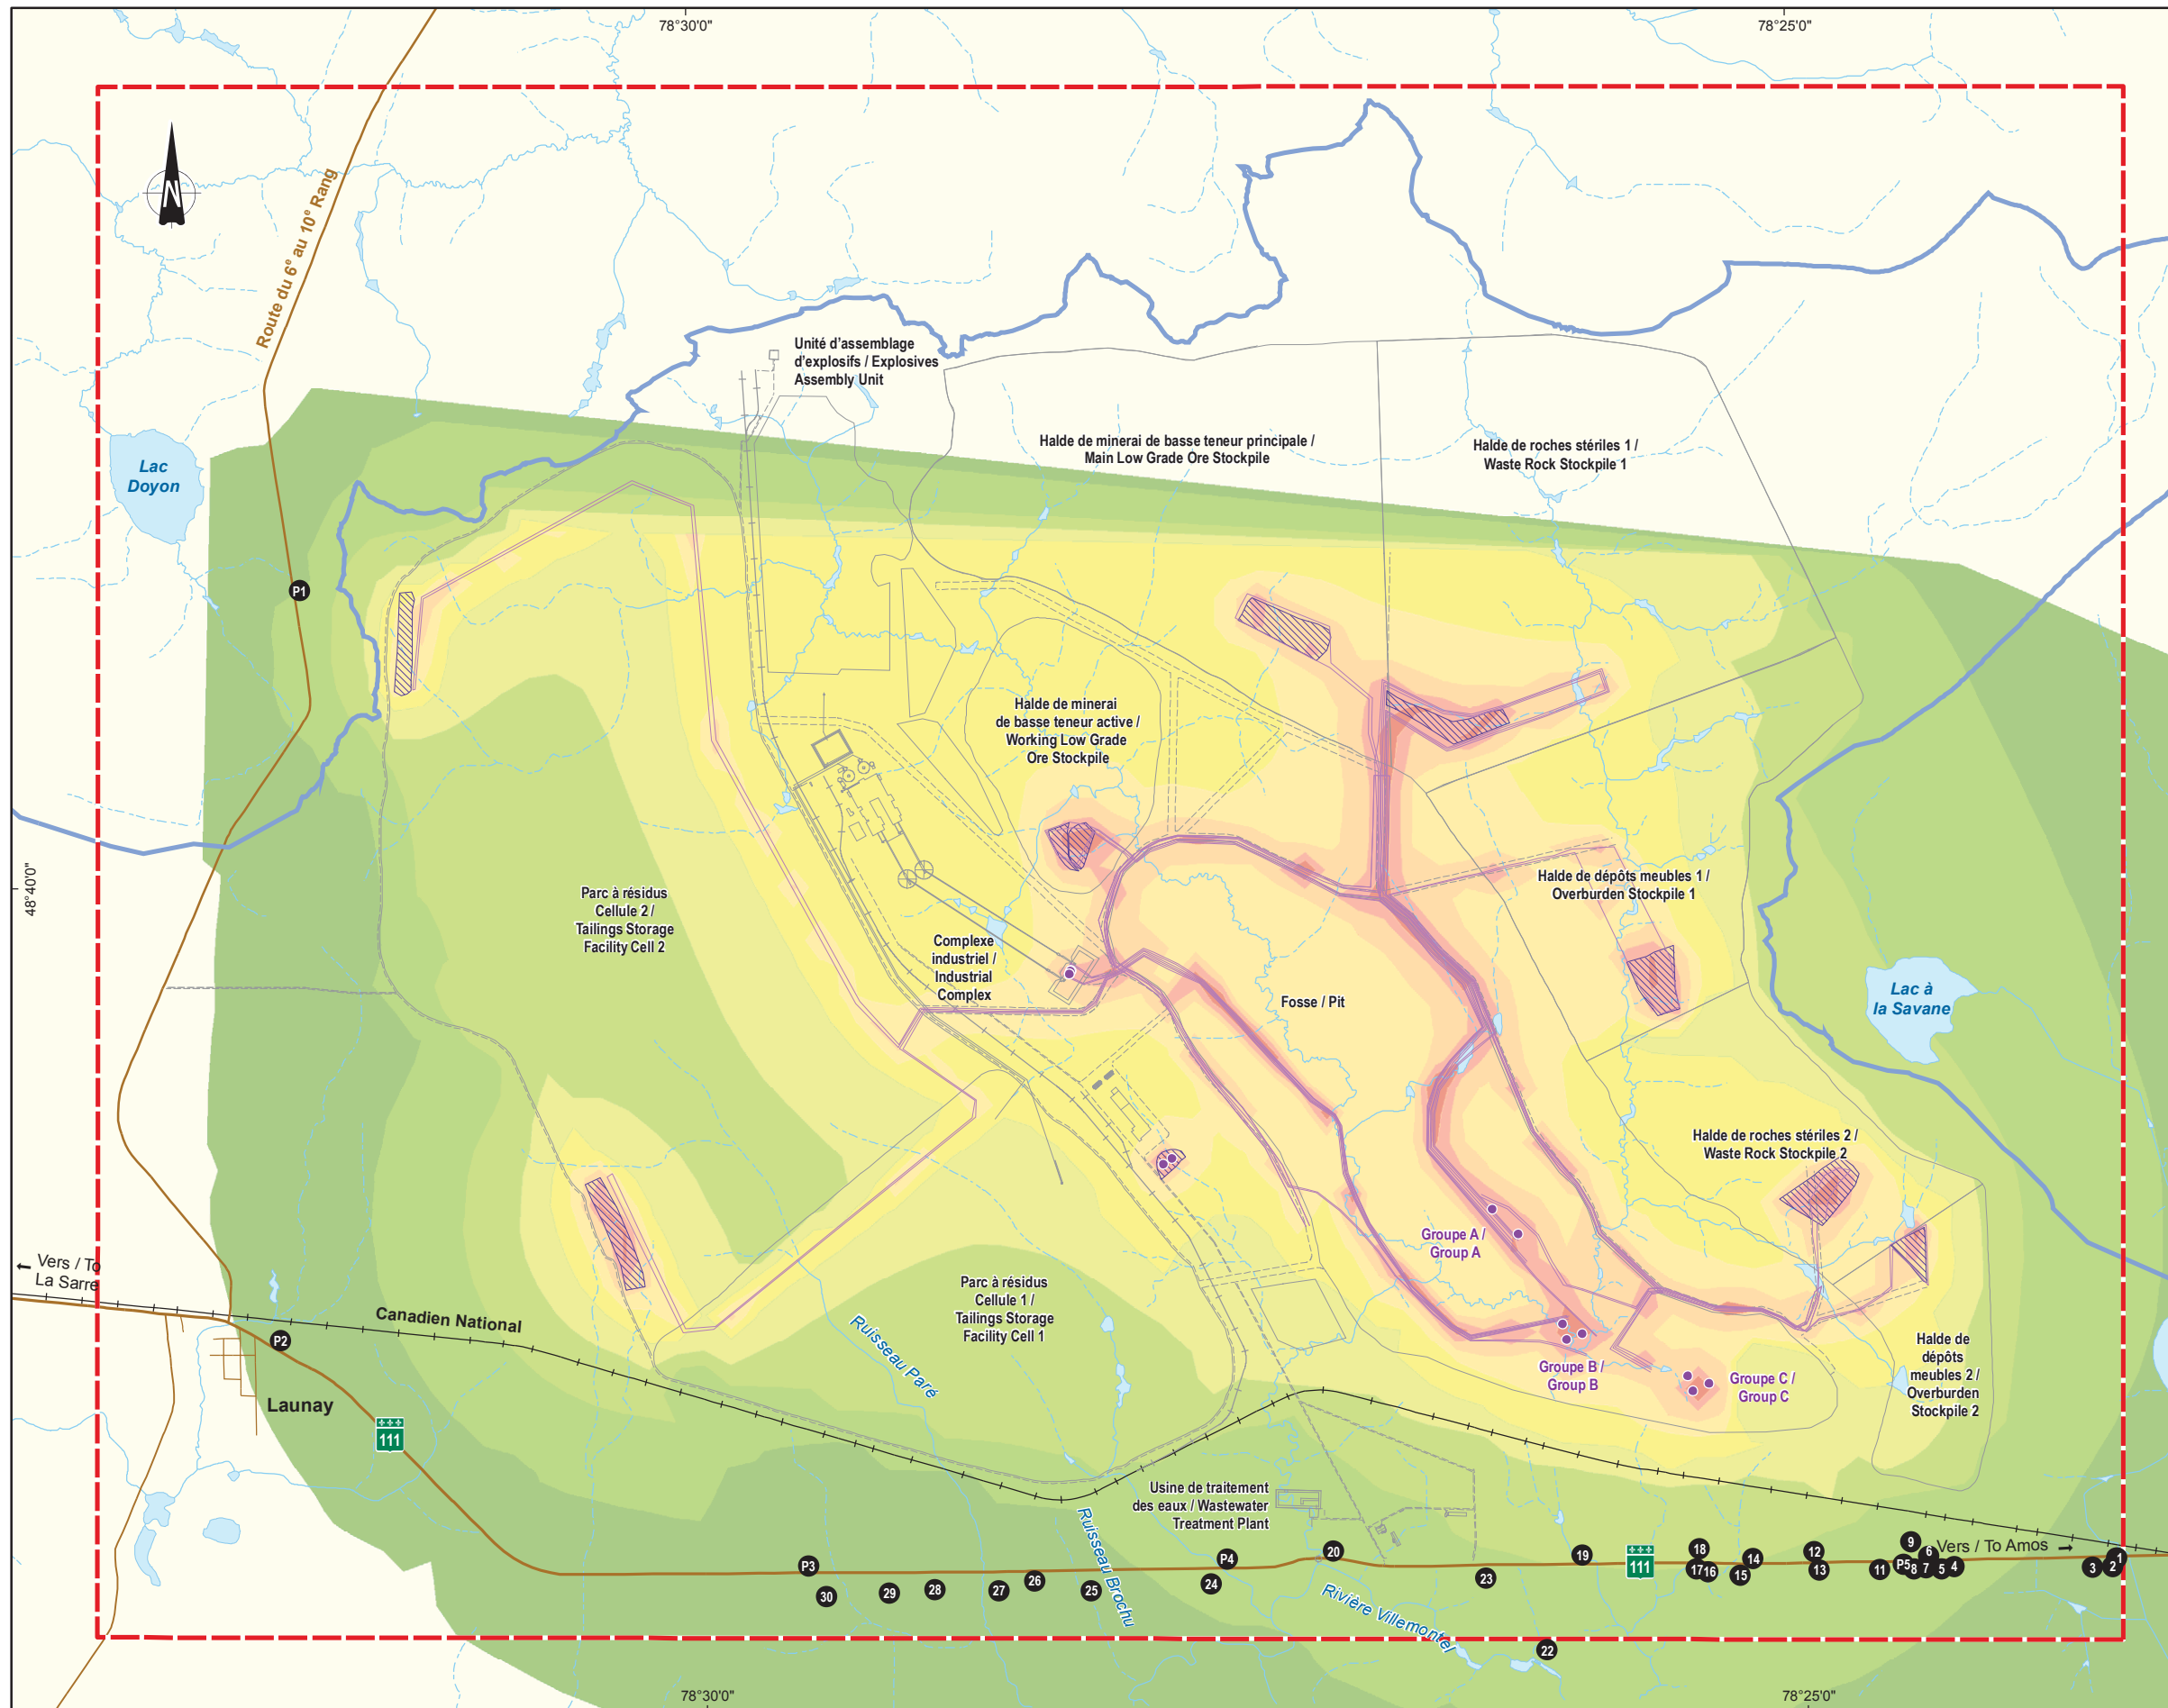 78°30'0"
78°25'0"
N
Route du 6e au 10e Rang
Unité d'assemblage
d'explosifs / Explosives
Assembly Unit
Halde de minerai de basse teneur principale /
Main Low Grade Ore Stockpile
Halde de roches stériles 1 /
Waste Rock Stockpile 1
Lac
Doyon
P1
Halde de minerai
de basse teneur active /
Working Low Grade
Ore Stockpile
48°40'0"
Parc à résidus
Cellule 2 /
Tailings Storage
Facility Cell 2
Halde de dépôts meubles 1 /
Overburden Stockpile 1
Complexe
industriel /
Industrial
Complex
Fosse / Pit
Lac à
la Savane
Halde de roches stériles 2 /
Waste Rock Stockpile 2
Groupe A /
Group A
Vers / To
La Sarre
Parc à résidus
Cellule 1 /
Tailings Storage
Facility Cell 1
Canadien National
P2
Ruisseau Paré
Halde de
dépôts
meubles 2 /
Overburden
Stockpile 2
Groupe B /
Group B
Groupe C /
Group C
Launay
111
Usine de traitement
des eaux / Wastewater
Treatment Plant
Ruisseau Brochu
Rivière Villemontel
Vers / To Amos
111
P3
30
29
28
27
26
25
24
P4
20
23
22
19
18
17
16
15
14
12
13
11
P5
9
8
7
6
5
4
3
2
1
78°30'0"
78°25'0"